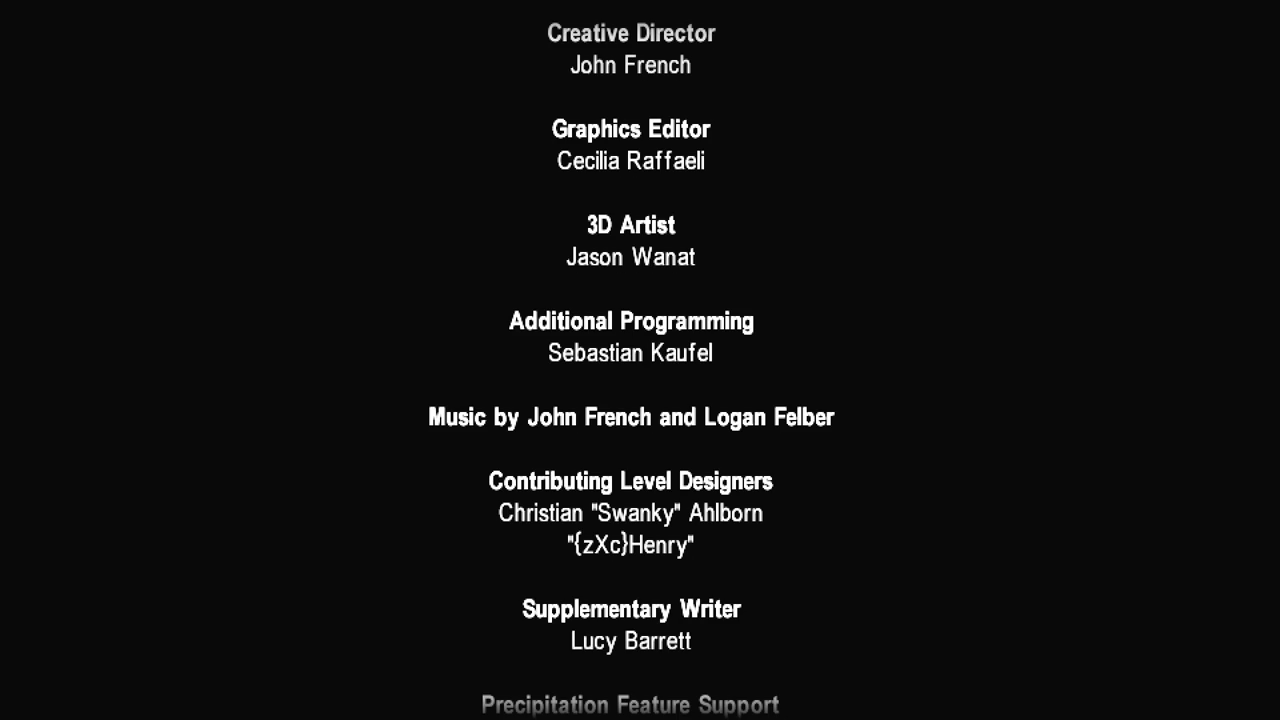 Creative Director
John French
Graphics Editor
Cecilia Raffaeli
3D Artist
Jason Wanat
Additional Programming
Sebastian Kaufel
Music by John French and Logan Felber
Contributing Level Designers
Christian "Swanky" Ahlborn
"{zXc}Henry"
Supplementary Writer
Lucy Barrett
Precipitation Feature Support